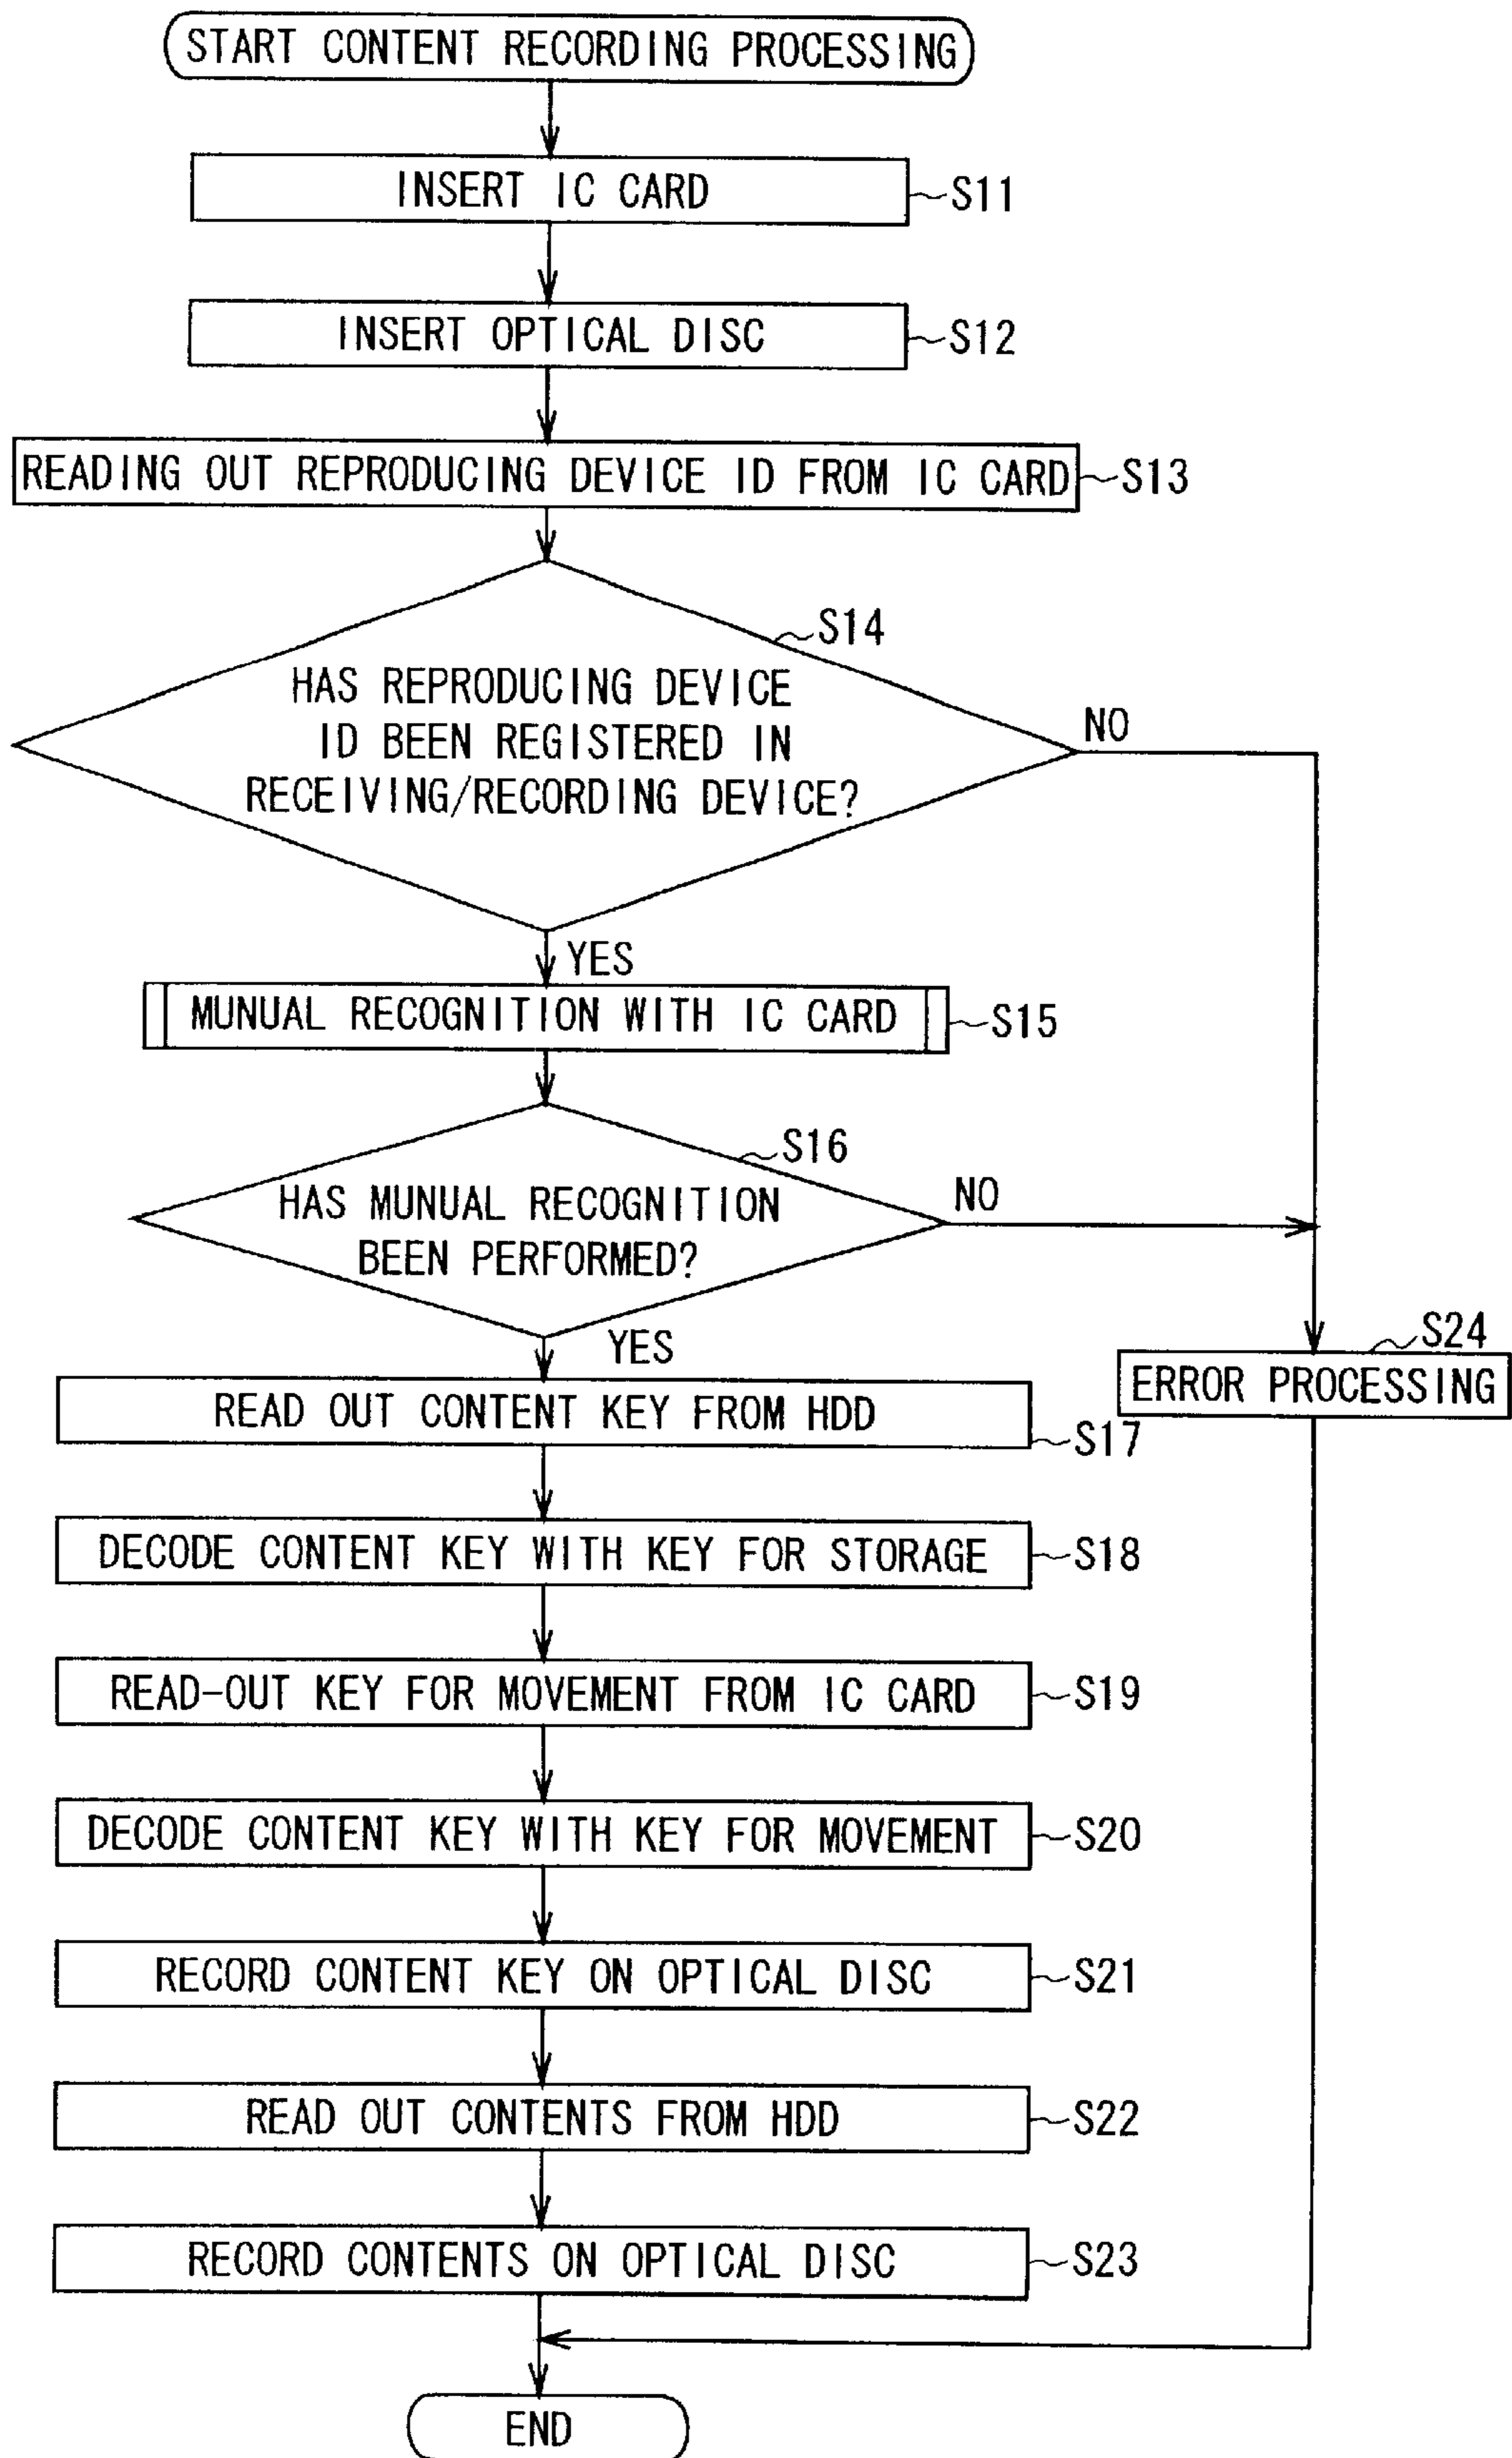 START CONTENT RECORDING PROCESSING
INSERT IC CARD
S11
INSERT OPTICAL DISC
S12
READING OUT REPRODUCING DEVICE ID FROM IC CARD
S13
S14
HAS REPRODUCING DEVICE
ID BEEN REGISTERED IN
RECEIVING/RECORDING DEVICE?
NO
YES
MUNUAL RECOGNITION WITH IC CARD
S15
S16
HAS MUNUAL RECOGNITION
BEEN PERFORMED?
NO
YES
S24
ERROR PROCESSING
READ OUT CONTENT KEY FROM HDD
S17
DECODE CONTENT KEY WITH KEY FOR STORAGE
S18
READ-OUT KEY FOR MOVEMENT FROM IC CARD
S19
DECODE CONTENT KEY WITH KEY FOR MOVEMENT
S20
RECORD CONTENT KEY ON OPTICAL DISC
S21
READ OUT CONTENTS FROM HDD
S22
RECORD CONTENTS ON OPTICAL DISC
S23
END